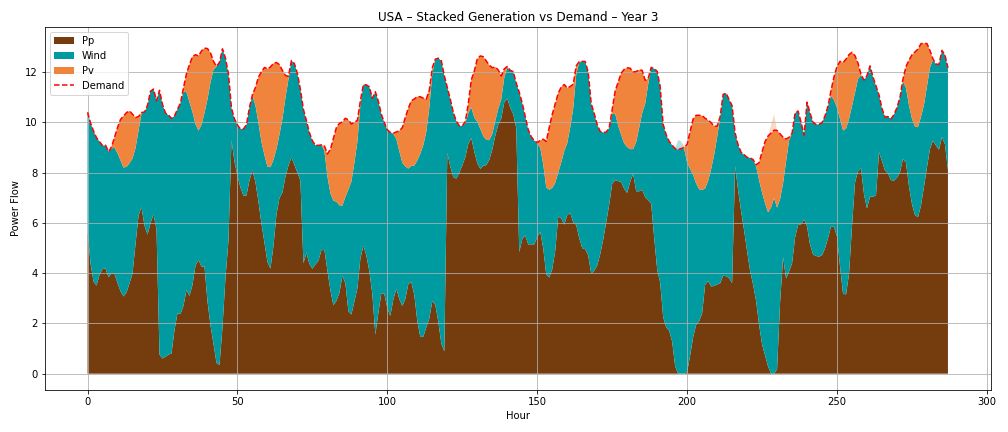 USA – Stacked Generation vs Demand – Year 3
Pp
Wind
Pv
Demand
Power Flow
12
10
8
6
4
2
0
0 50 100 150 200 250 300
Hour